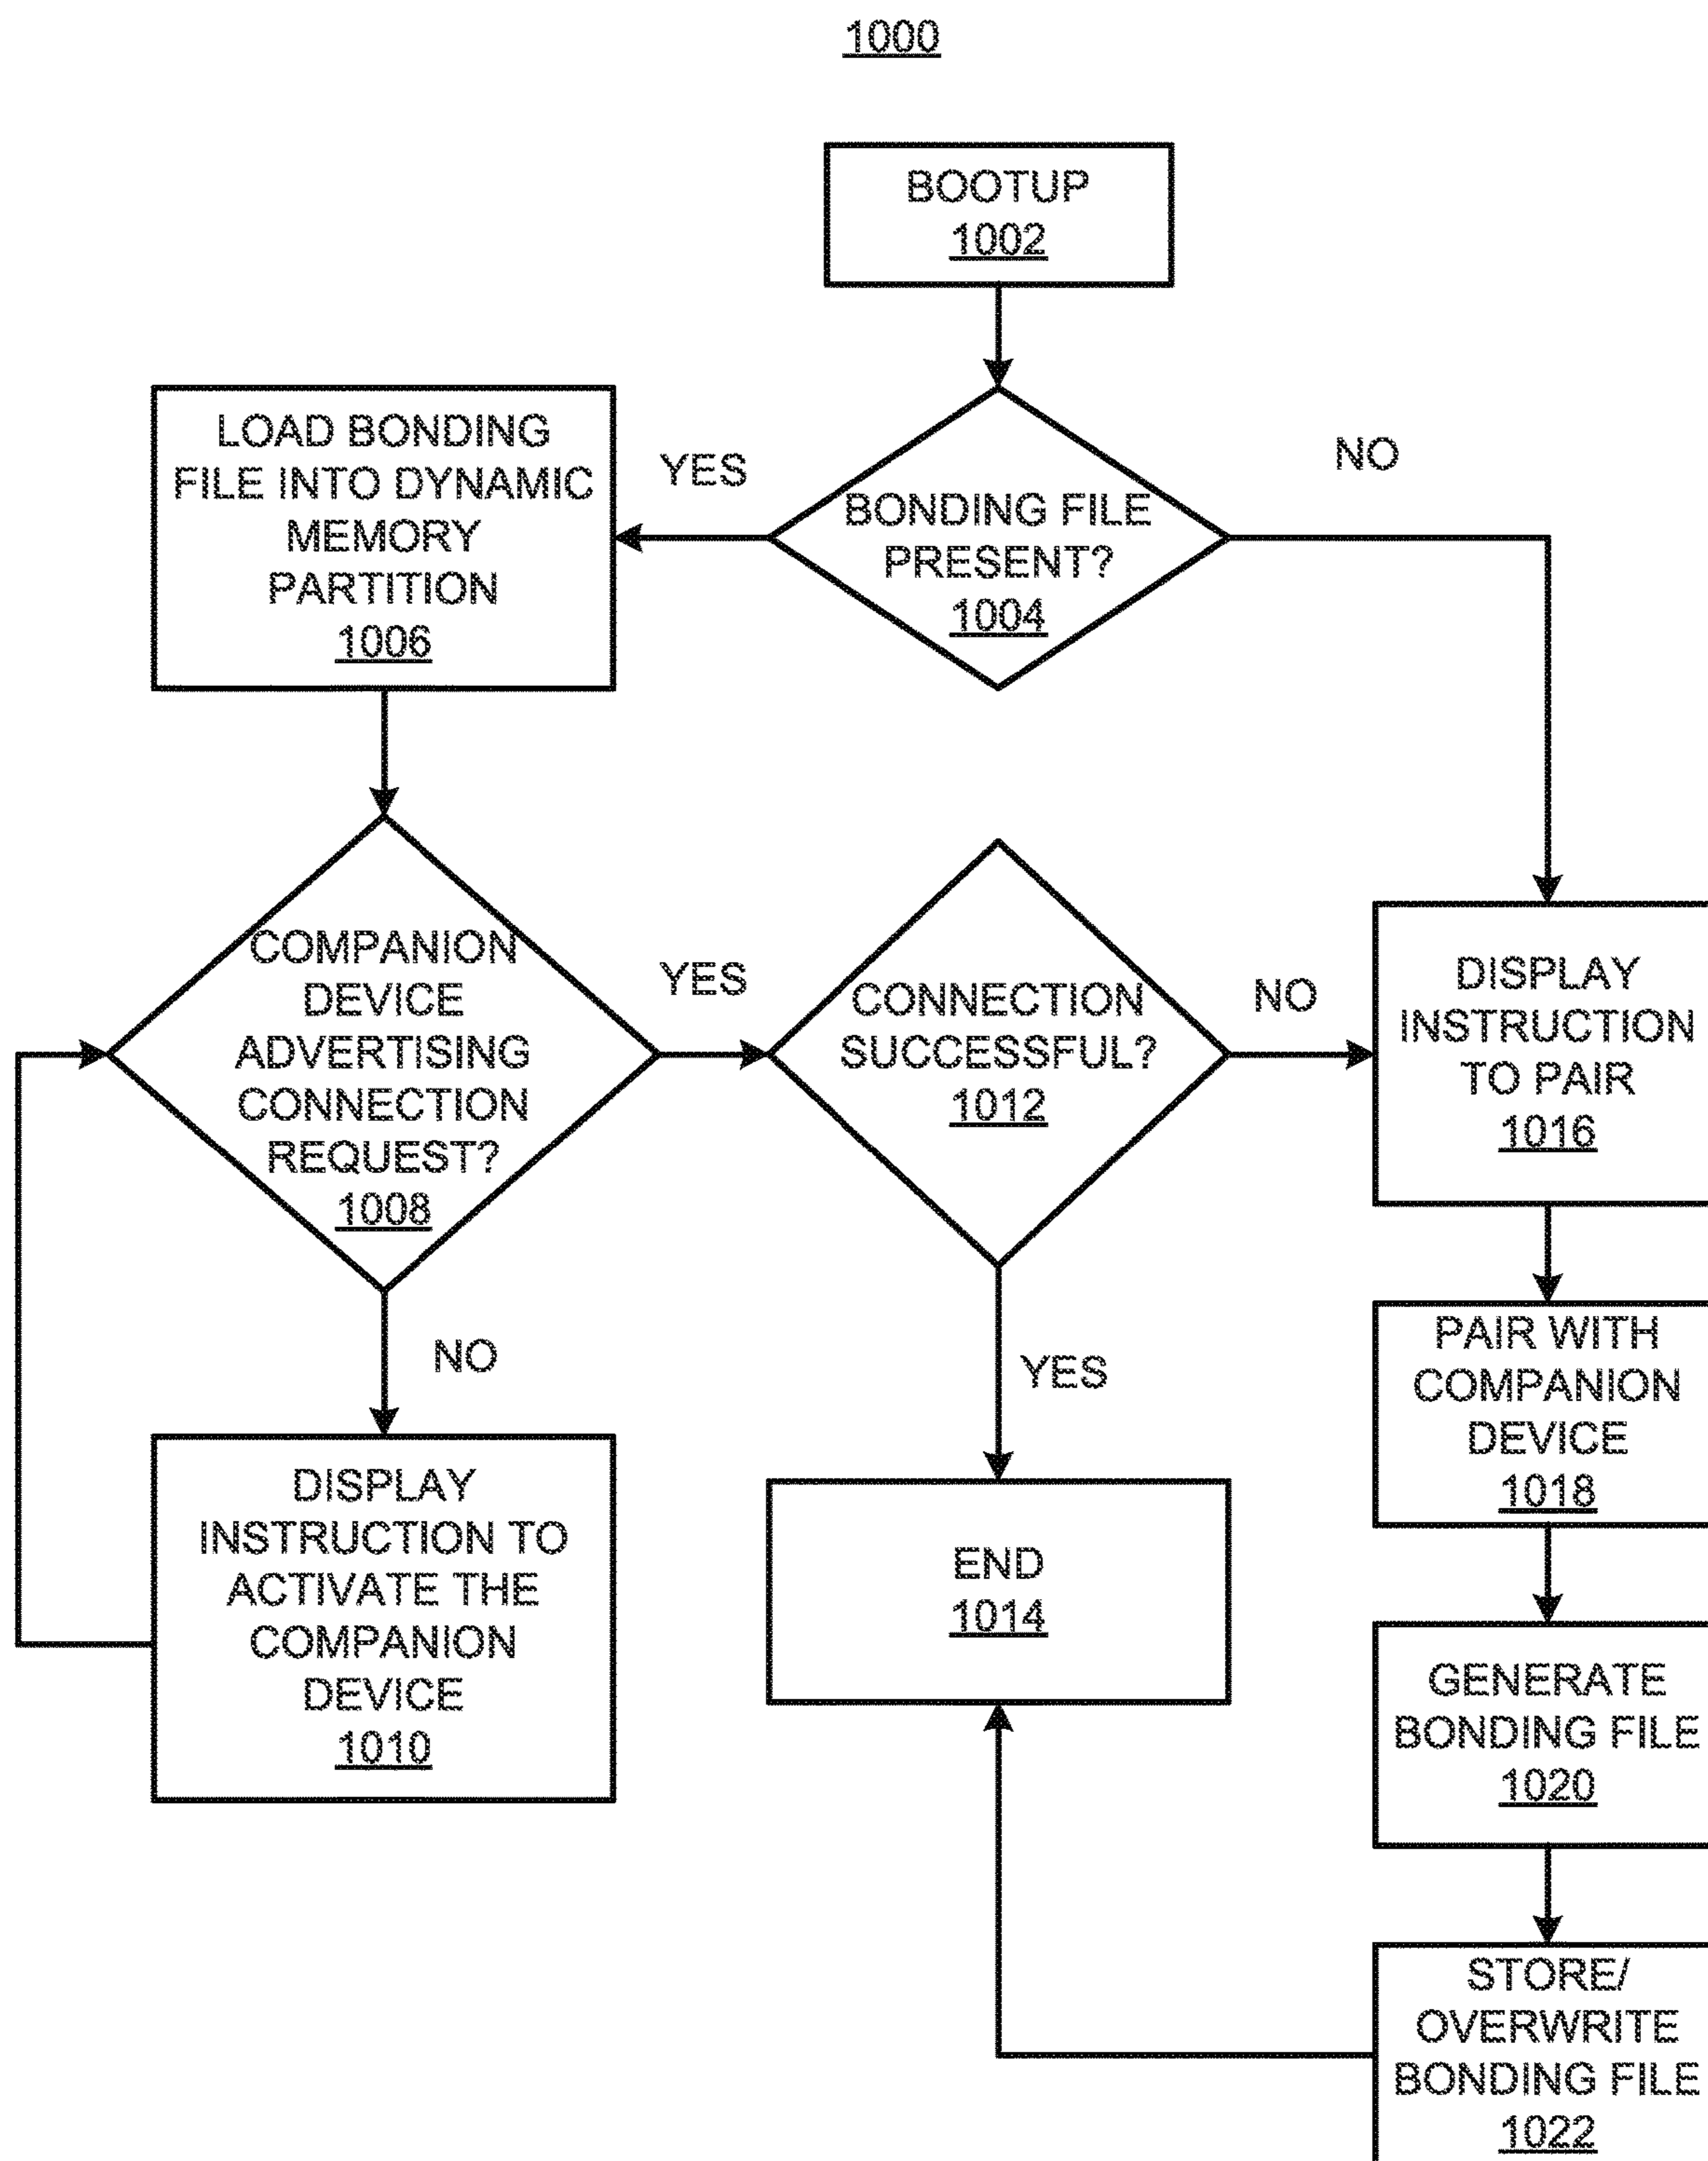 1000
BOOTUP
1002
LOAD BONDING
FILE INTO DYNAMIC
MEMORY
PARTITION
1006
YES
BONDING FILE
PRESENT?
1004
NO
COMPANION
DEVICE
ADVERTISING
CONNECTION
REQUEST?
1008
YES
CONNECTION
SUCCESSFUL?
1012
NO
DISPLAY
INSTRUCTION
TO PAIR
1016
NO
YES
PAIR WITH
COMPANION
DEVICE
1018
DISPLAY
INSTRUCTION TO
ACTIVATE THE
COMPANION
DEVICE
1010
END
1014
GENERATE
BONDING FILE
1020
STORE/
OVERWRITE
BONDING FILE
1022